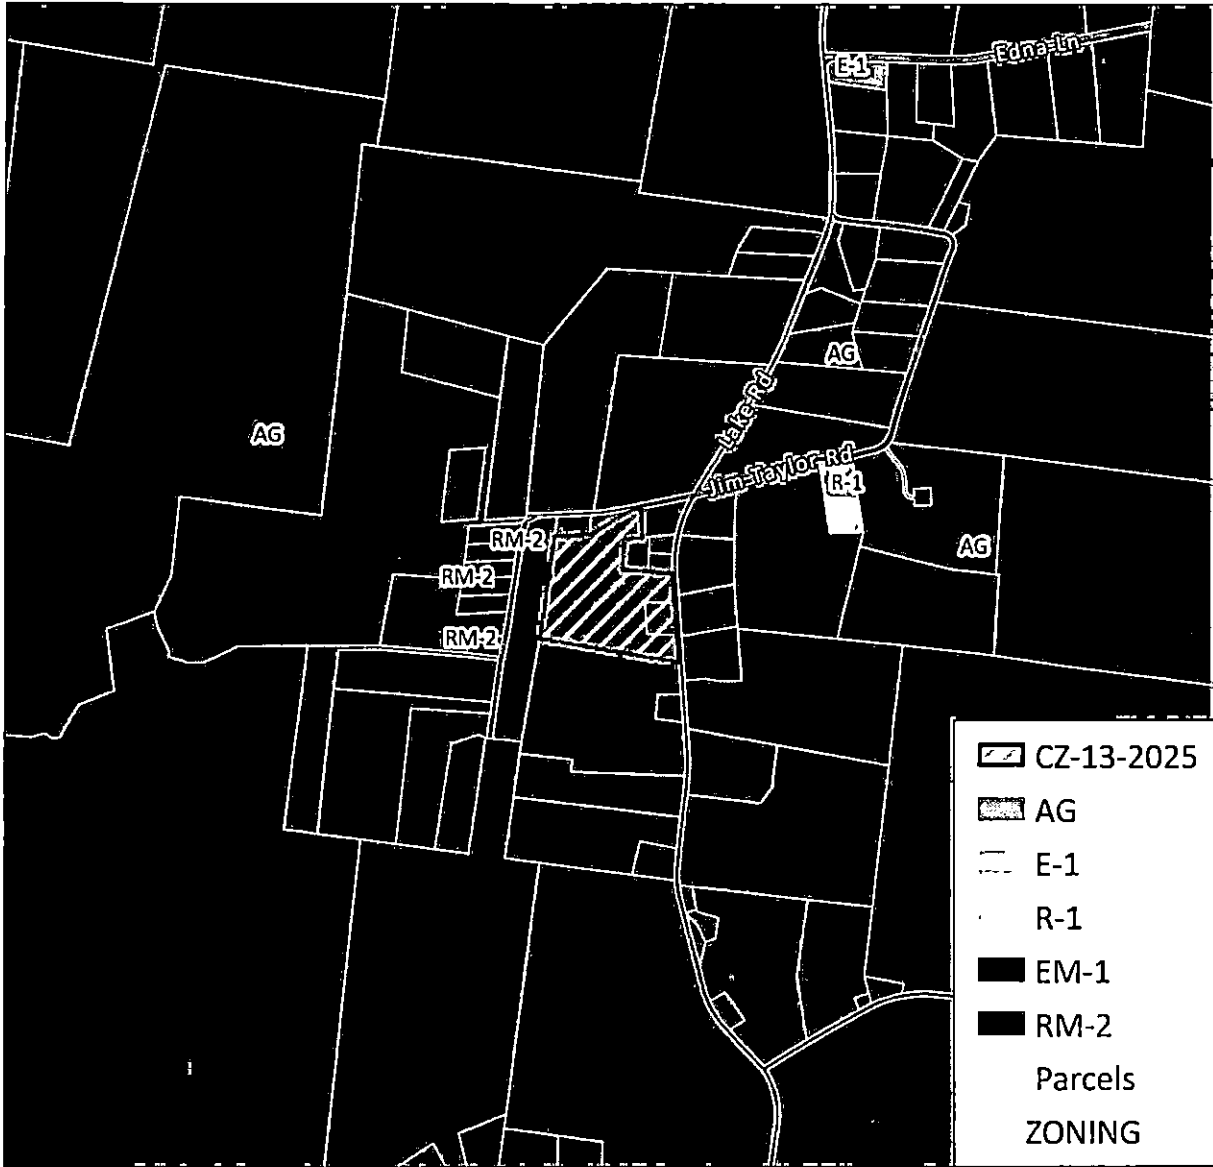 Edna Ln
E-1
AG
Lake Rd
AG
Jim Taylor Rd
R-1
RM-2
AG
RM-2
RM-2
CZ-13-2025
AG
E-1
R-1
EM-1
RM-2
Parcels
ZONING